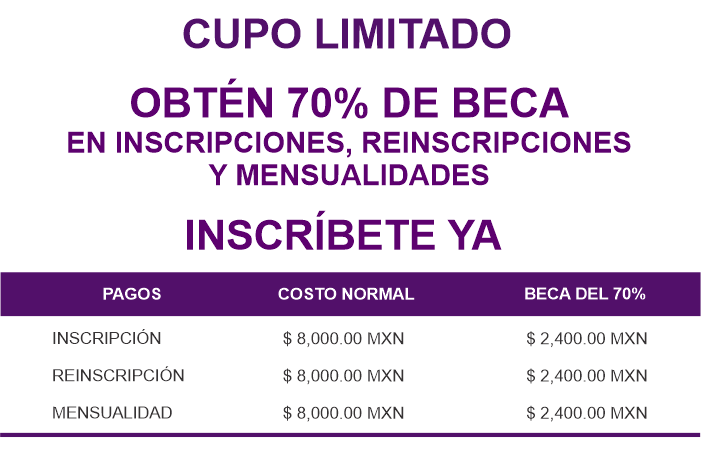 CUPO LIMITADO
OBTÉN 70% DE BECA
EN INSCRIPCIONES, REINSCRIPCIONES
Y MENSUALIDADES
INSCRÍBETE YA
PAGOS COSTO NORMAL BECA DEL 70%
INSCRIPCIÓN $ 8,000.00 MXN $ 2,400.00 MXN
REINSCRIPCIÓN $ 8,000.00 MXN $ 2,400.00 MXN
MENSUALIDAD $ 8,000.00 MXN $ 2,400.00 MXN